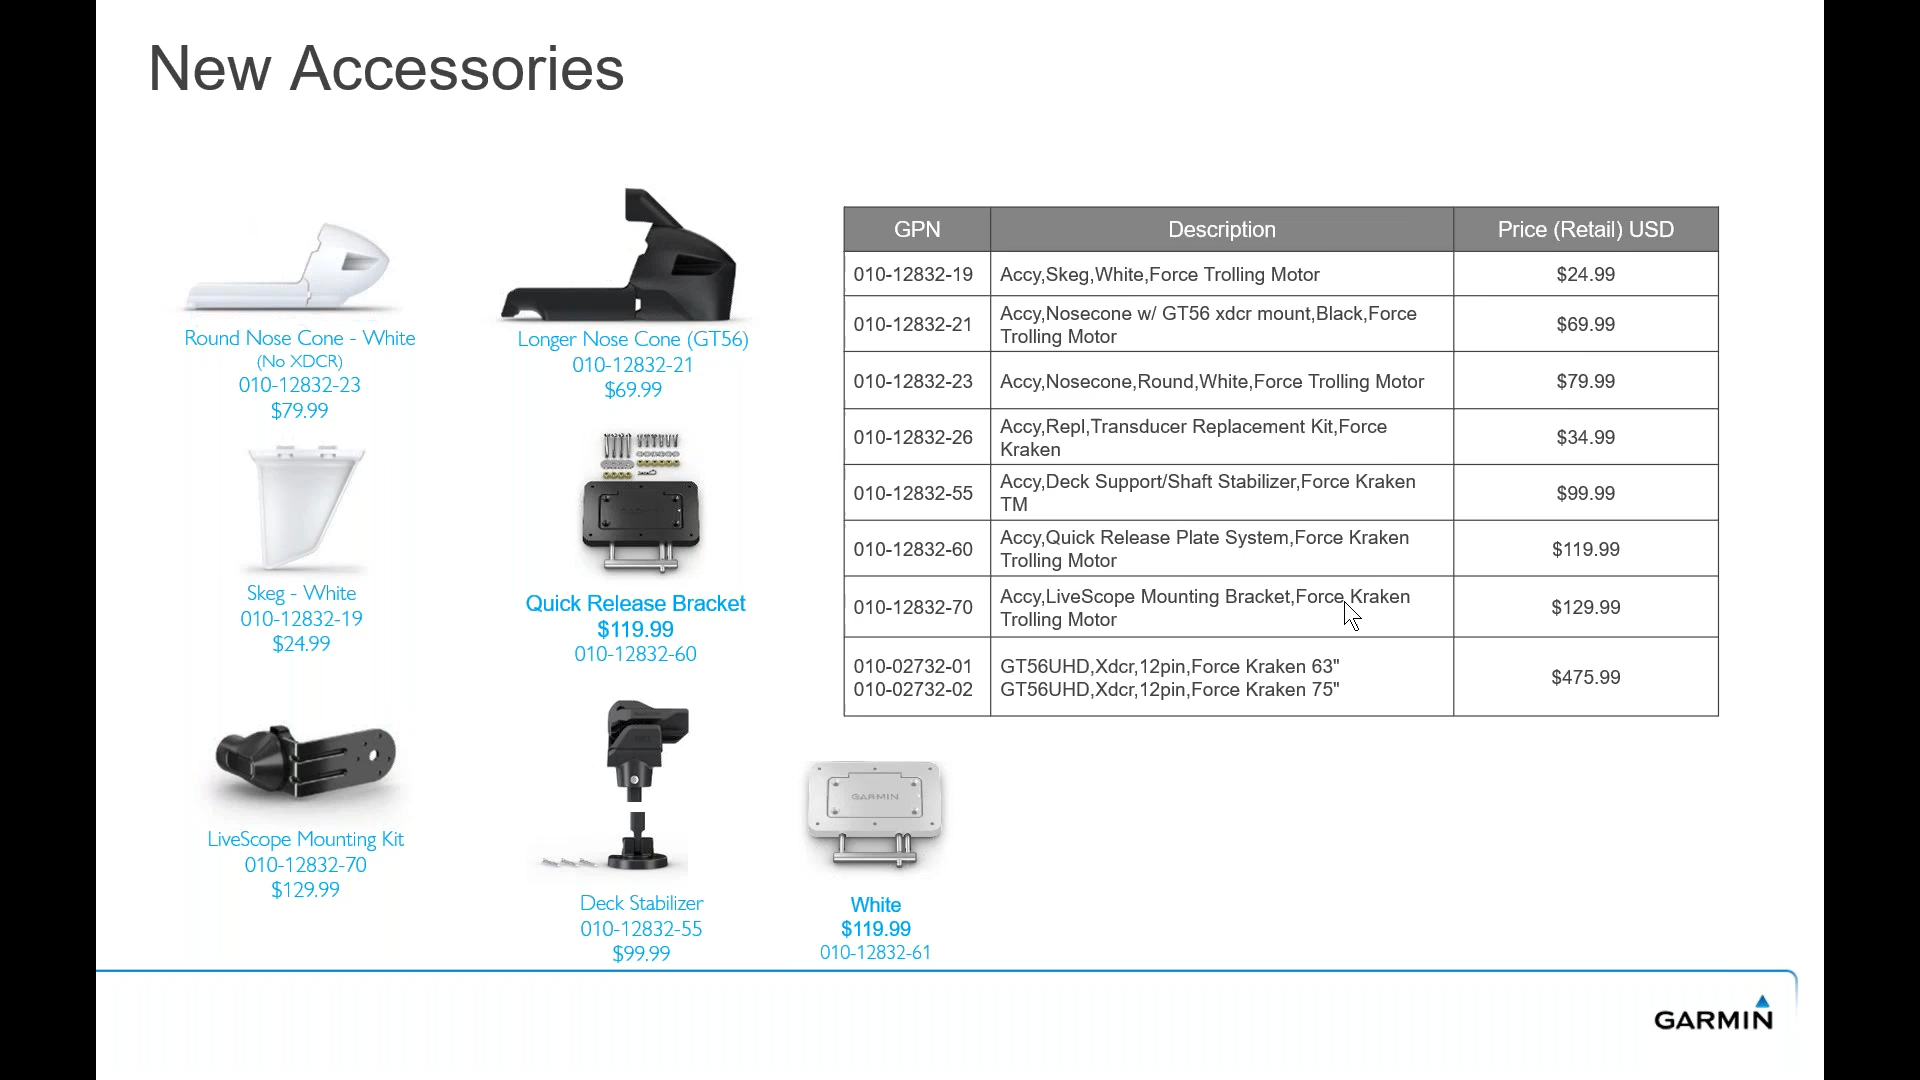 New Accessories
Round Nose Cone - White
(No XDCR)
010-12832-23
$79.99
Longer Nose Cone (GT56)
010-12832-21
$69.99
Skeg - White
010-12832-19
$24.99
Quick Release Bracket
$119.99
010-12832-60
LiveScope Mounting Kit
010-12832-70
$129.99
Deck Stabilizer
010-12832-55
$99.99
GARMIN
White
$119.99
010-12832-61
GPN Description Price (Retail) USD
010-12832-19 Accy,Skeg,White,Force Trolling Motor $24.99
010-12832-21 Accy,Nosecone w/ GT56 xdcr mount,Black,Force
Trolling Motor $69.99
010-12832-23 Accy,Nosecone,Round,White,Force Trolling Motor $79.99
010-12832-26 Accy,Repl,Transducer Replacement Kit,Force
Kraken $34.99
010-12832-55 Accy,Deck Support/Shaft Stabilizer,Force Kraken
TM $99.99
010-12832-60 Accy,Quick Release Plate System,Force Kraken
Trolling Motor $119.99
010-12832-70 Accy,LiveScope Mounting Bracket,Force Kraken
Trolling Motor $129.99
010-02732-01 GT56UHD,Xdcr,12pin,Force Kraken 63"
010-02732-02 GT56UHD,Xdcr,12pin,Force Kraken 75" $475.99
GARMIN